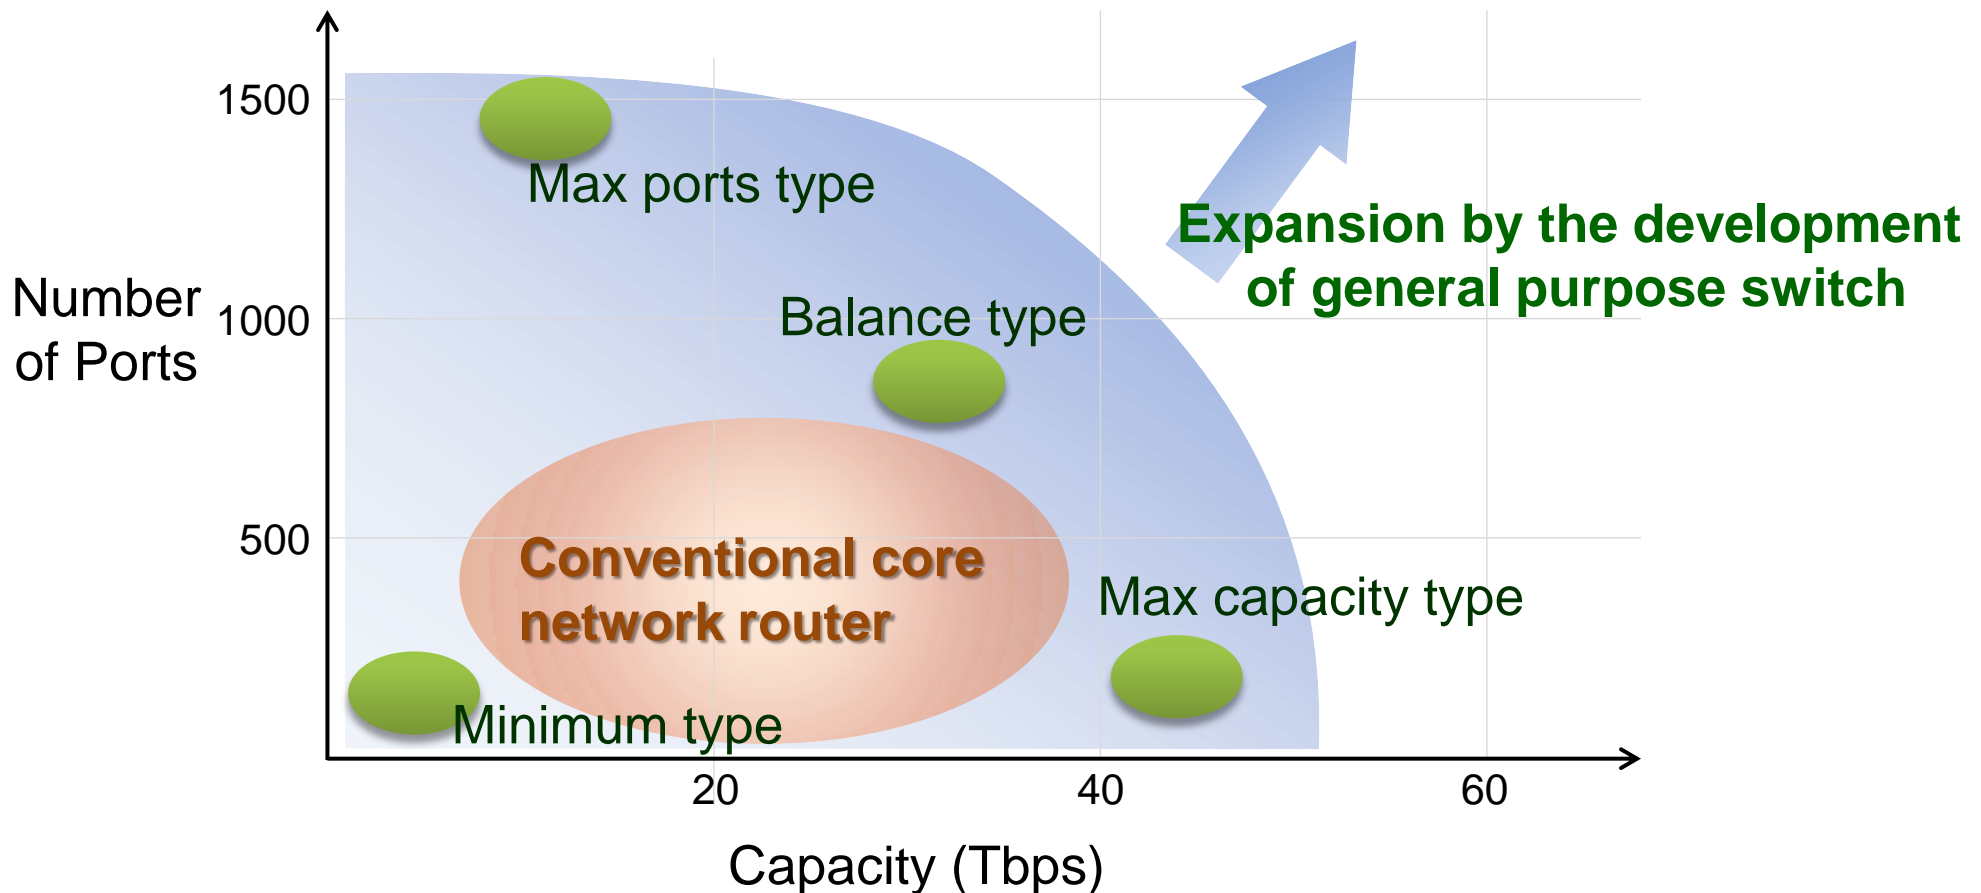 1500
Max ports type
Expansion by the development
of general purpose switch
Number
of Ports
1000
Balance type
500
Conventional core
network router
Max capacity type
Minimum type
20
40
60
Capacity (Tbps)